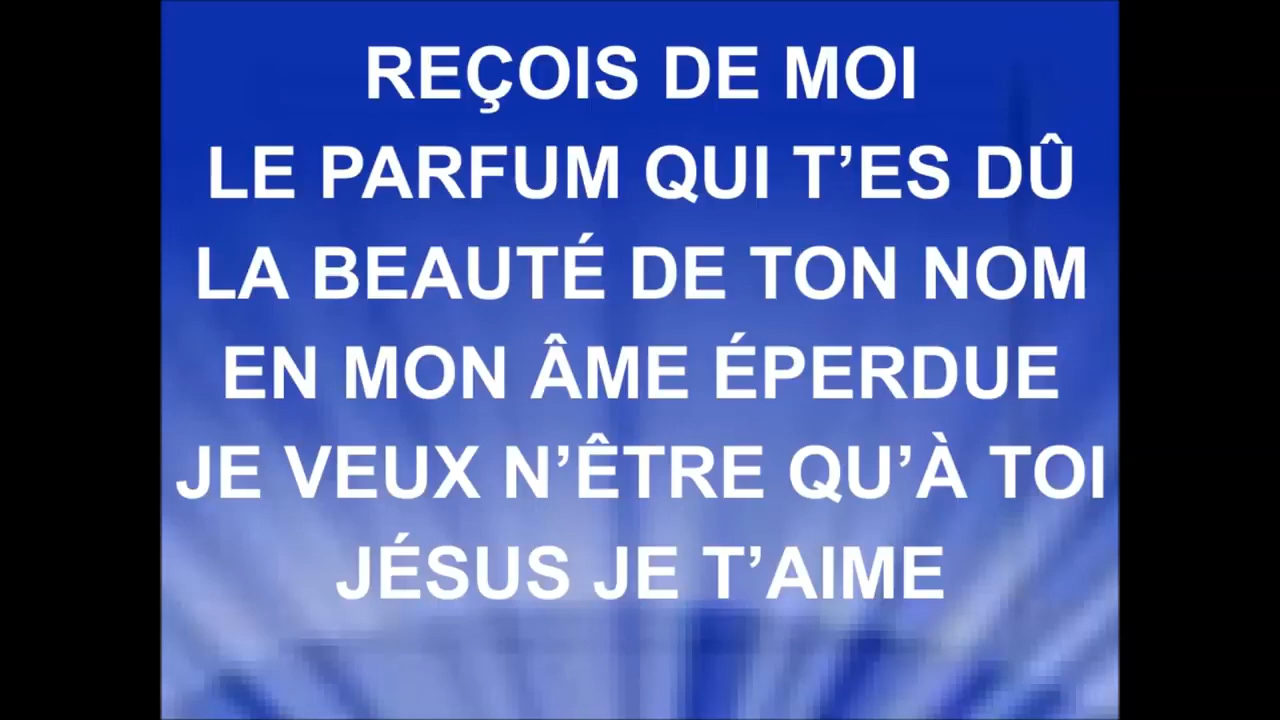 REÇOIS DE MOI
LE PARFUM QUI T’ES DÛ
LA BEAUTÉ DE TON NOM
EN MON ÂME ÉPERDUE
JE VEUX N’ÊTRE QU’À TOI
JÉSUS JE T’AIME